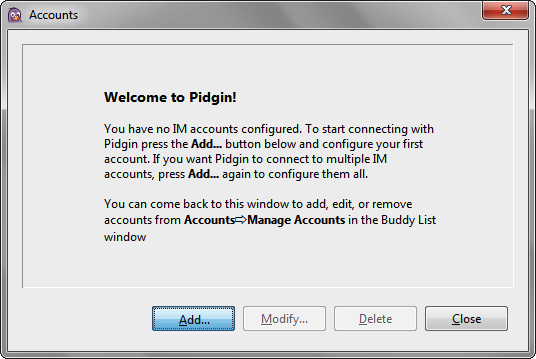 Accounts
Welcome to Pidgin!
You have no IM accounts configured. To start connecting with
Pidgin press the Add... button below and configure your first
account. If you want Pidgin to connect to multiple IM
accounts, press Add... again to configure them all.
You can come back to this window to add, edit, or remove
accounts from Accounts⇨Manage Accounts in the Buddy List
window
Add... Modify... Delete Close